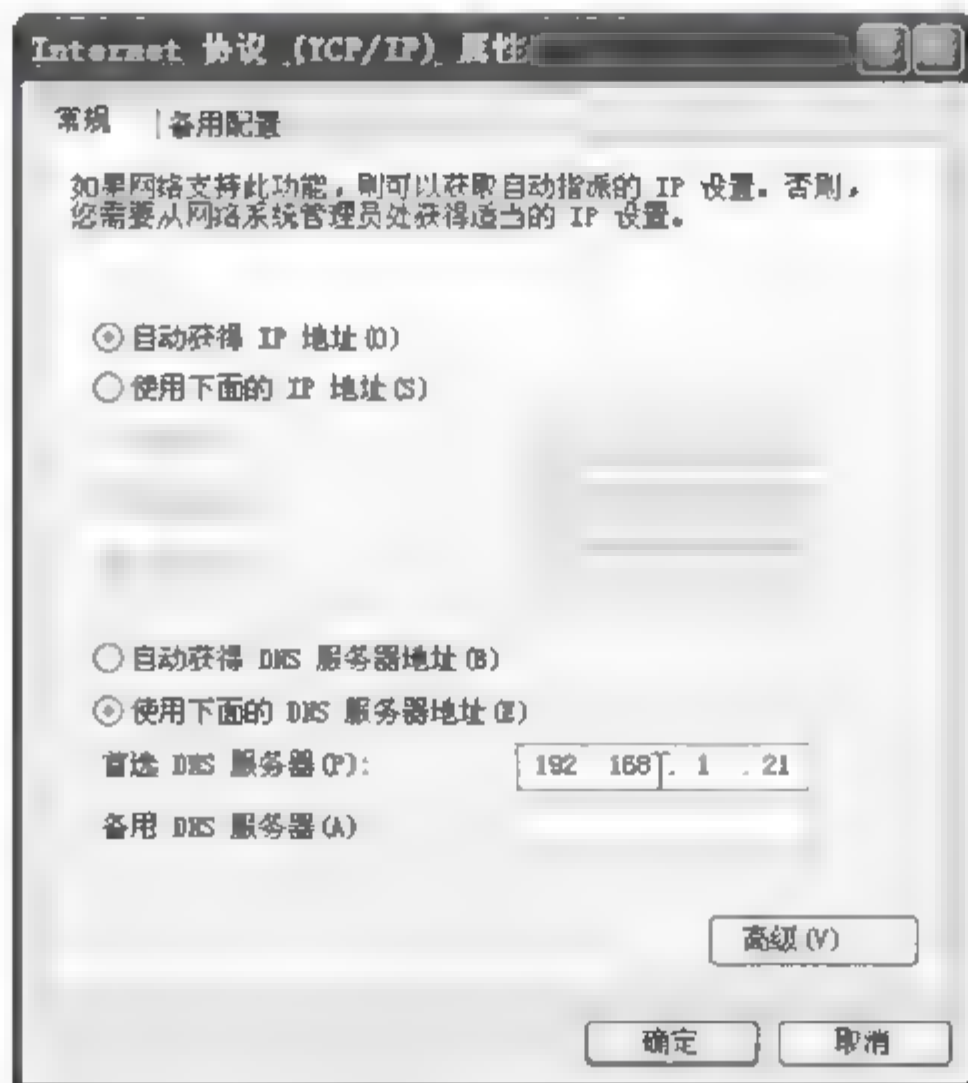 Internet 协议 (TCP/IP) 属性
常规 备用配置
如果网络支持此功能，则可以获取自动指派的 IP 设置。否则，
您需要从网络系统管理员处获得适当的 IP 设置。
自动获得 IP 地址(O)
使用下面的 IP 地址(S)
自动获得 DNS 服务器地址(B)
使用下面的 DNS 服务器地址(E)
首选 DNS 服务器(P): 192 168 . 1 . 21
备用 DNS 服务器(A)
高级(V)
确定 取消